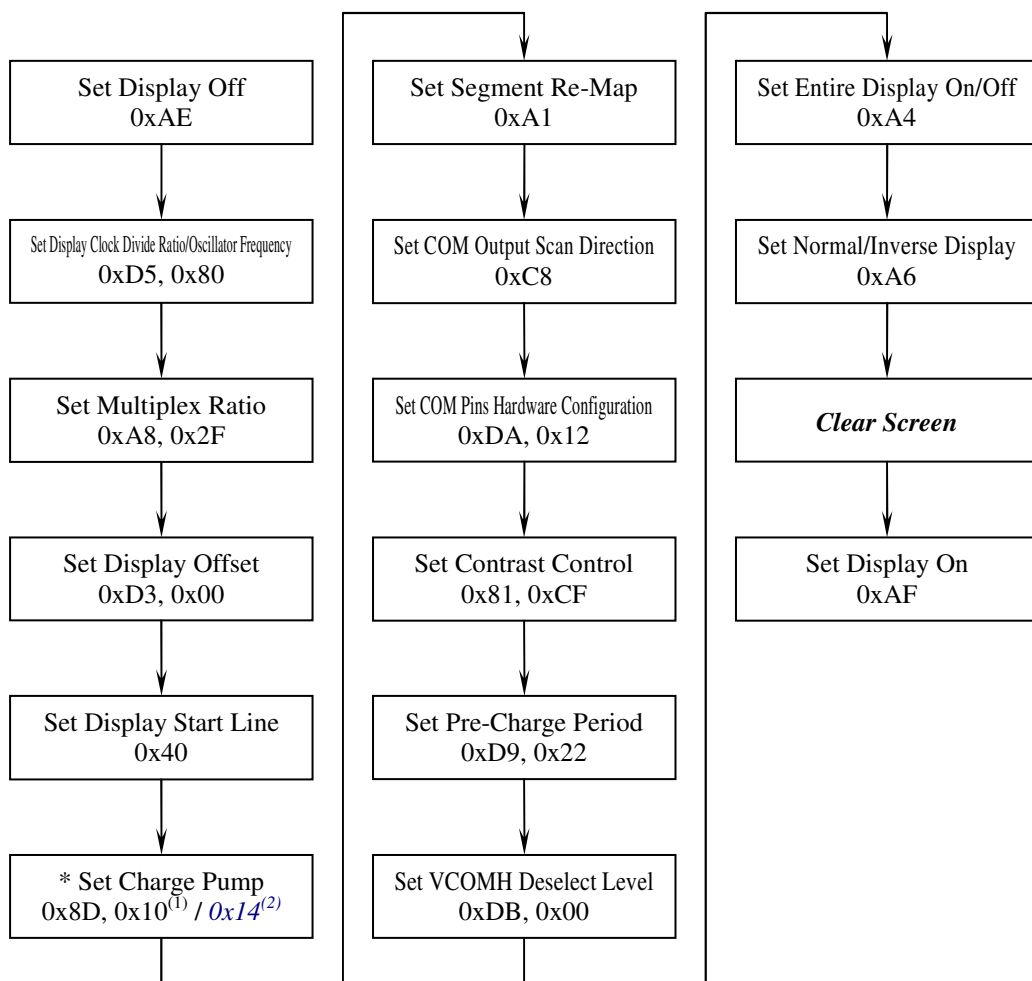 Set Display Off
0xAE
Set Display Clock Divide Ratio/Oscillator Frequency
0xD5, 0x80
Set Multiplex Ratio
0xA8, 0x2F
Set Display Offset
0xD3, 0x00
Set Display Start Line
0x40
* Set Charge Pump
0x8D, 0x10(1) / 0x14(2)
Set Segment Re-Map
0xA1
Set COM Output Scan Direction
0xC8
Set COM Pins Hardware Configuration
0xDA, 0x12
Set Contrast Control
0x81, 0xCF
Set Pre-Charge Period
0xD9, 0x22
Set VCOMH Deselect Level
0xDB, 0x00
Set Entire Display On/Off
0xA4
Set Normal/Inverse Display
0xA6
Clear Screen
Set Display On
0xAF